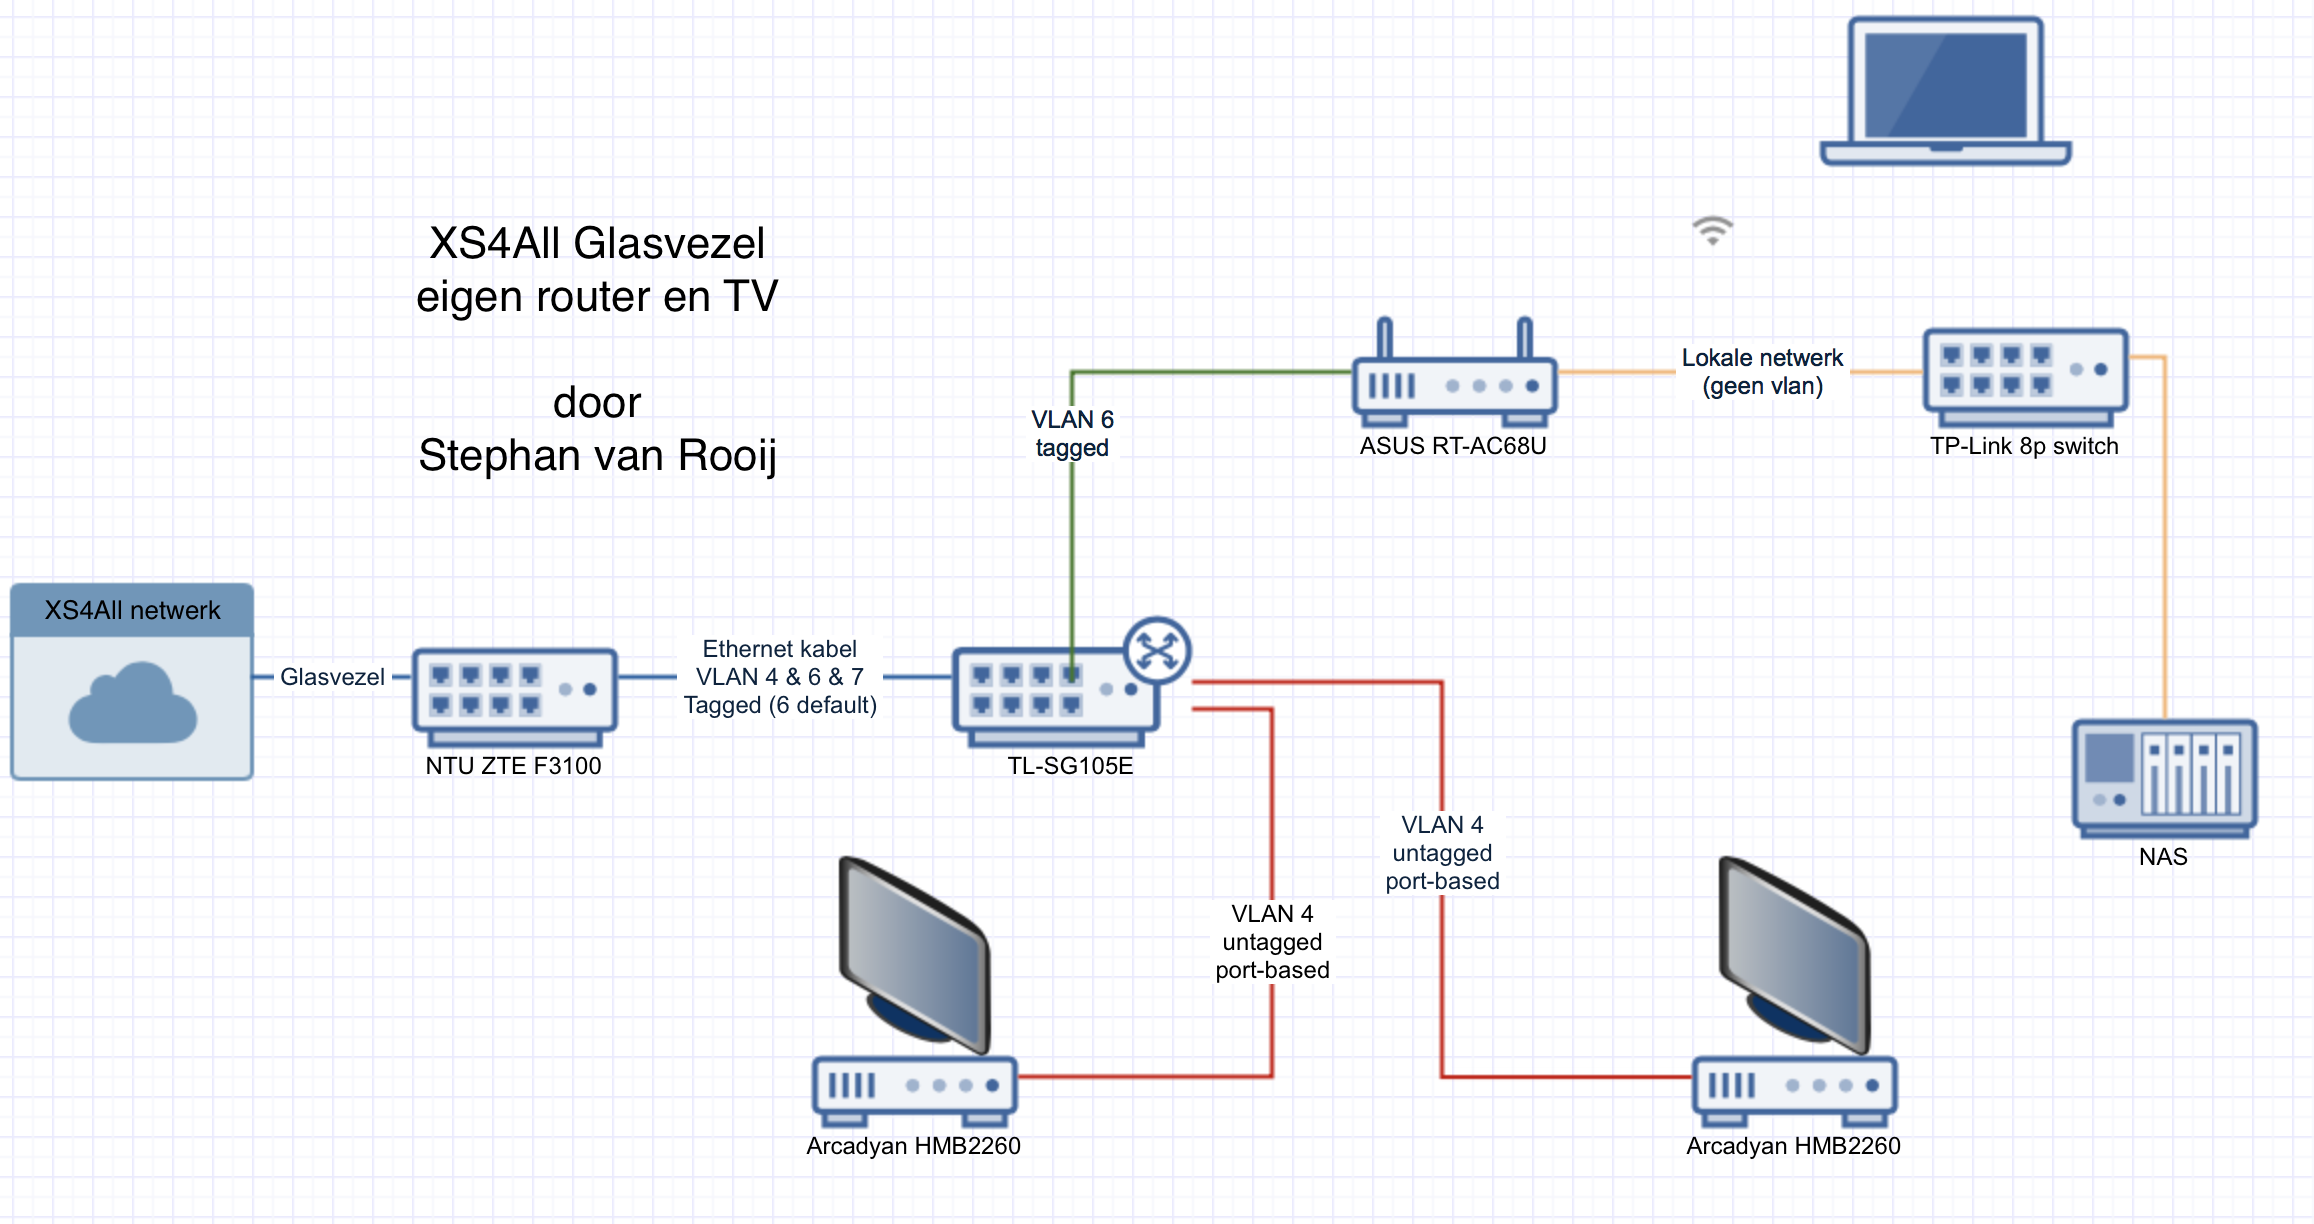 XS4All Glasvezel
eigen router en TV
door
Stephan van Rooij
Lokale netwerk
(geen vlan)
VLAN 6
tagged
ASUS RT-AC68U
TP-Link 8p switch
XS4All netwerk
Glasvezel
Ethernet kabel
VLAN 4 & 6 & 7
Tagged (6 default)
NTU ZTE F3100
TL-SG105E
VLAN 4
untagged
port-based
NAS
VLAN 4
untagged
port-based
Arcadyan HMB2260
Arcadyan HMB2260